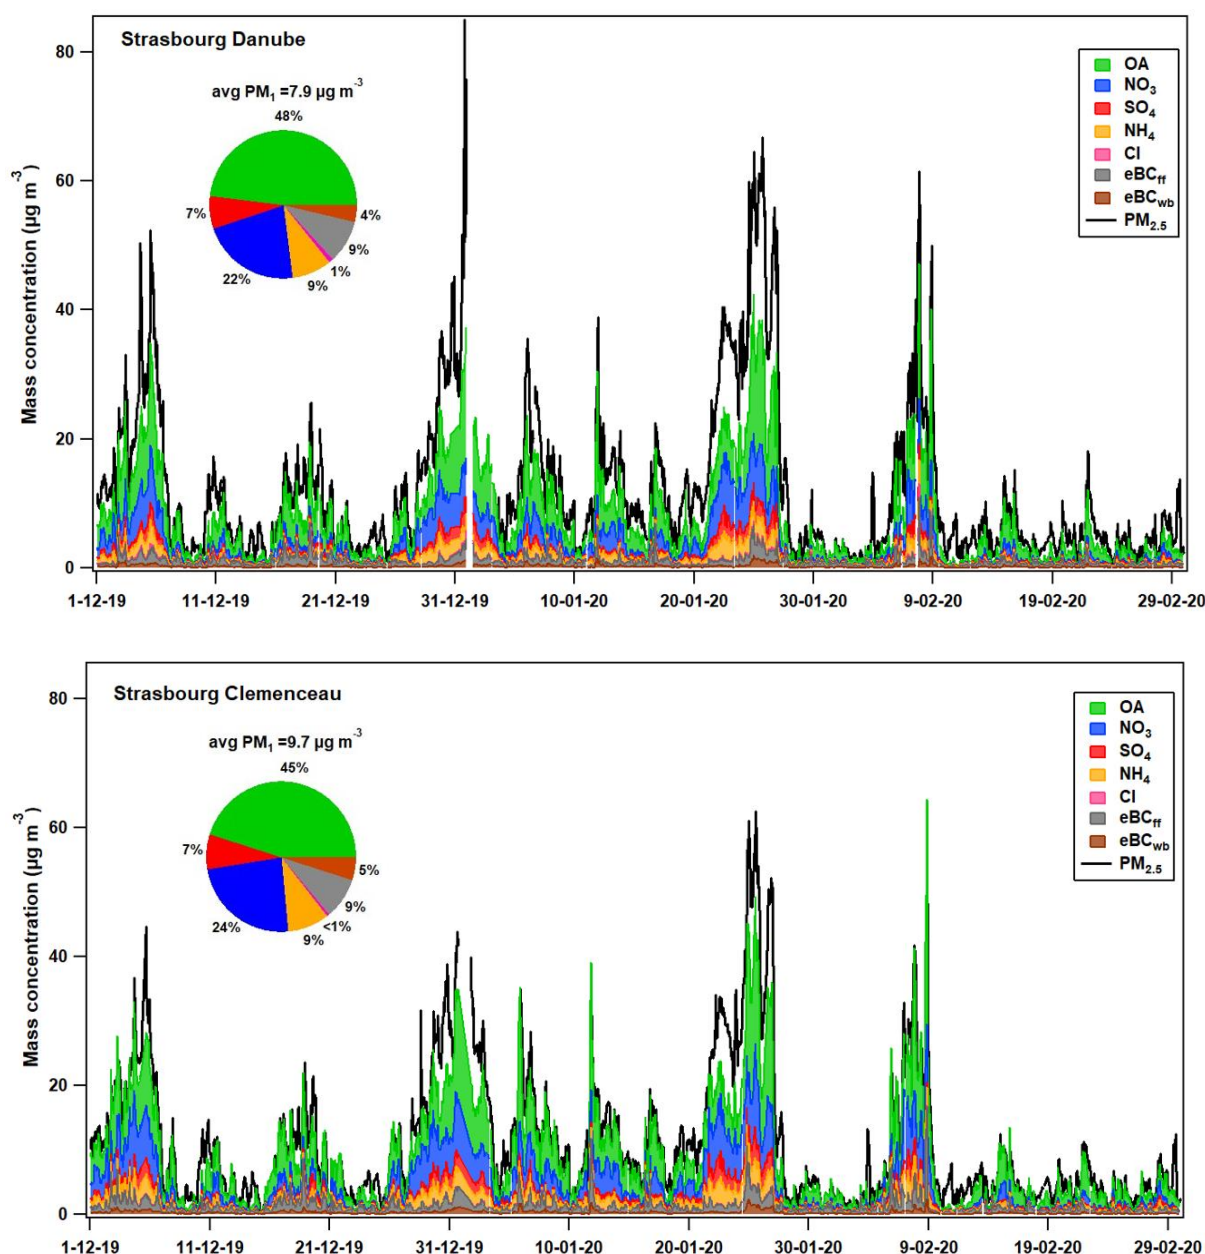 Strasbourg Danube
avg PM1 =7.9 µg m-3
48%
7%
4%
9%
1%
9%
22%
OA
NO3
SO4
NH4
Cl
eBCff
eBCwb
PM2.5
Mass concentration (µg m-3)
80
60
40
20
0
1-12-19 11-12-19 21-12-19 31-12-19 10-01-20 20-01-20 30-01-20 9-02-20 19-02-20 29-02-20
Strasbourg Clemenceau
avg PM1 =9.7 µg m-3
45%
7%
5%
9%
<1%
9%
24%
OA
NO3
SO4
NH4
Cl
eBCff
eBCwb
PM2.5
Mass concentration (µg m-3)
80
60
40
20
0
1-12-19 11-12-19 21-12-19 31-12-19 10-01-20 20-01-20 30-01-20 9-02-20 19-02-20 29-02-20